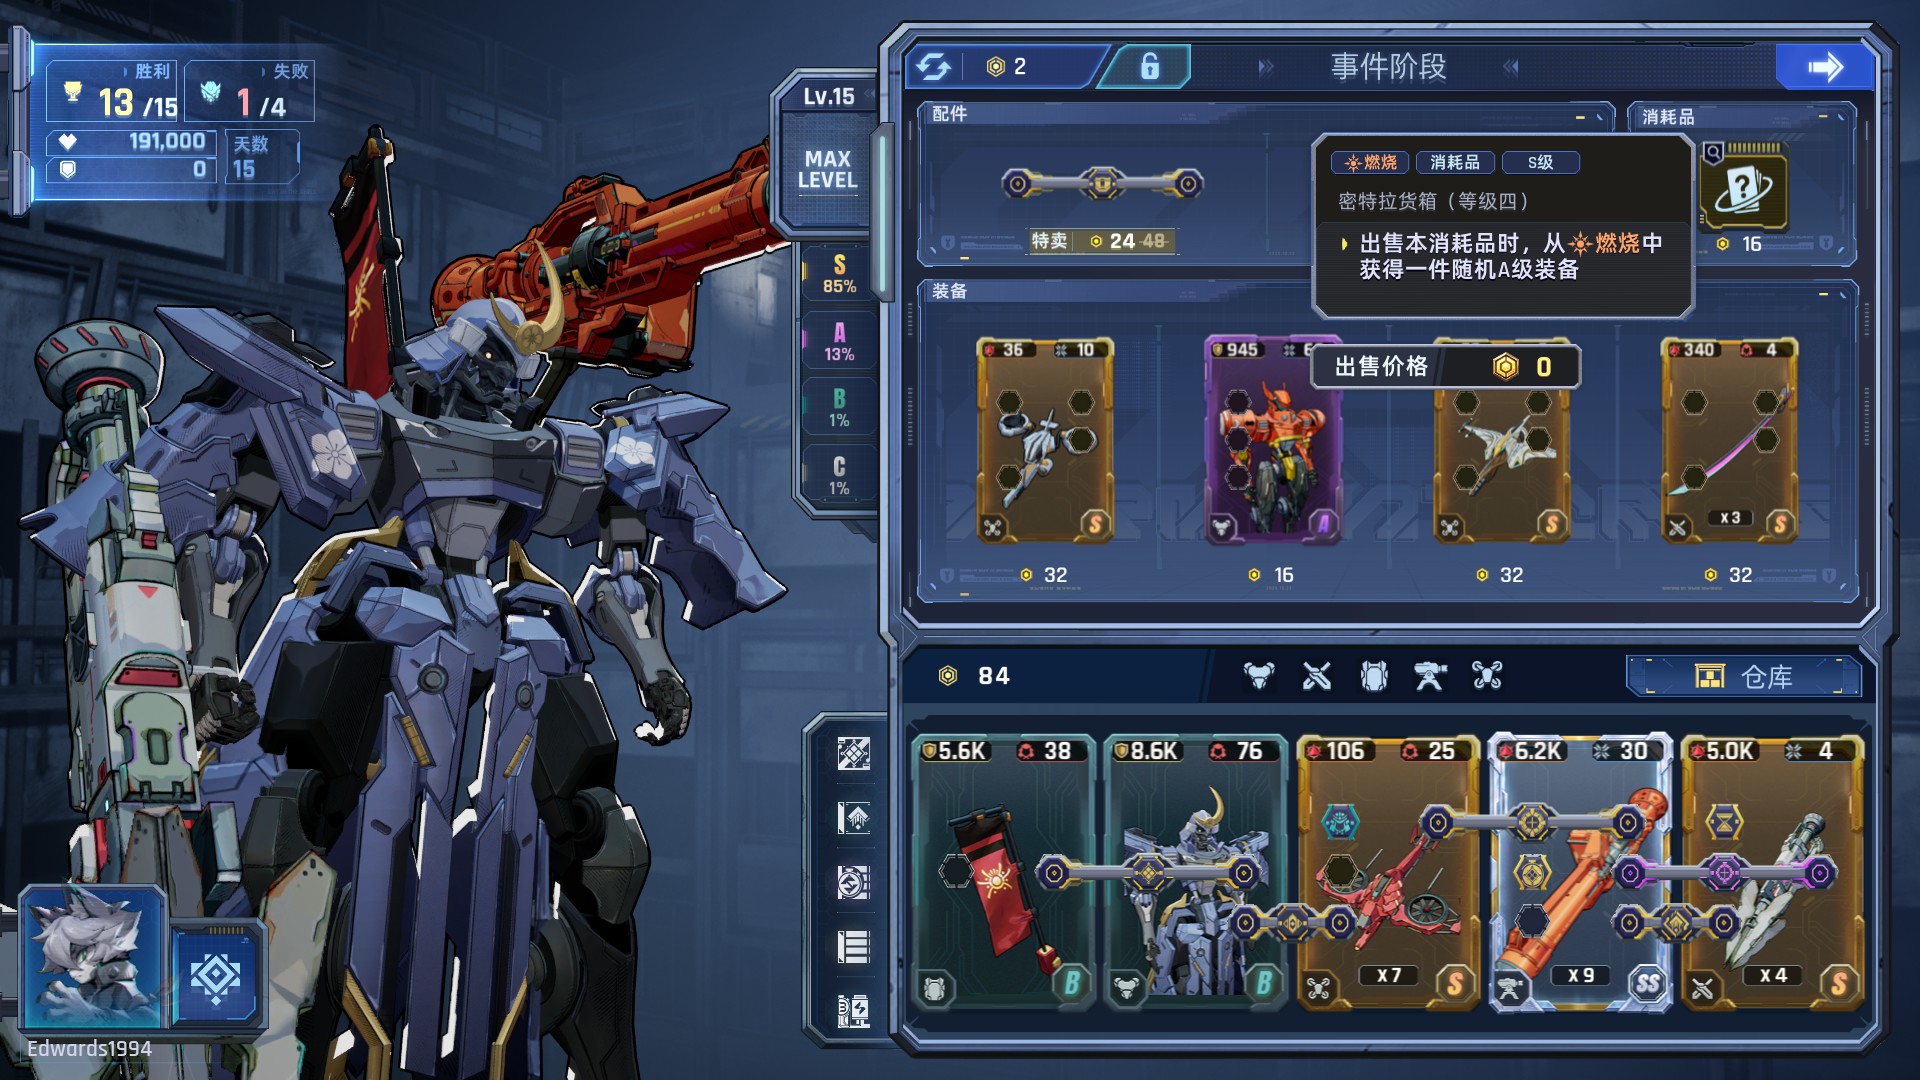 胜利
13 /15
失败
1 /4
191,000
0
天数
15
Lv.15
MAX
LEVEL
S
85%
A
13%
B
1%
C
1%
2
事件阶段
配件
特卖 24 48
消耗品
16
燃烧 消耗品 S级
密特拉货箱（等级四）
出售本消耗品时，从燃烧中
获得一件随机A级装备
出售价格 0
装备
36 10
S
32
945
A
16
S
32
340 4
x3 S
32
84
仓库
5.6K 38
B
8.6K 76
B
106 25
x7 S
6.2K 30
x9 SS
5.0K 4
x4 S
Edwards1994